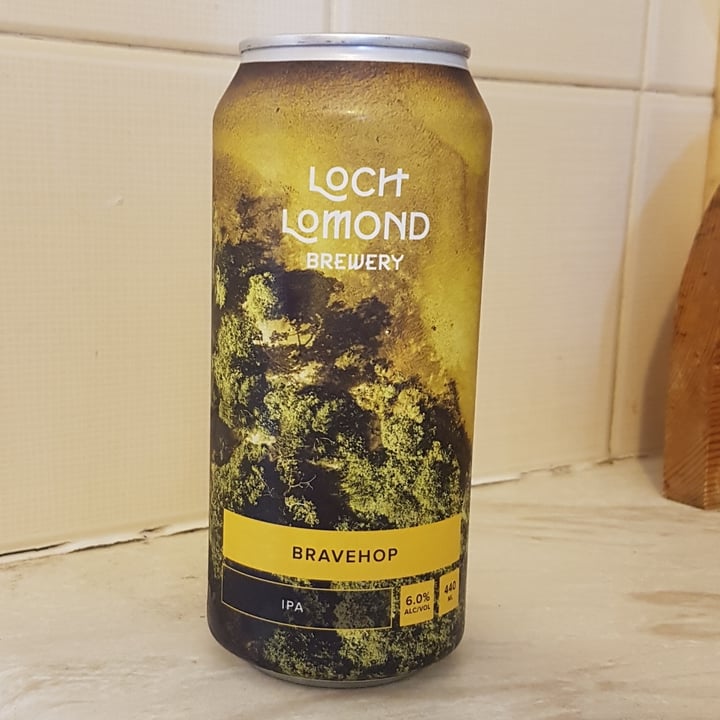 LOCH
LOMOND
BREWERY
BRAVEHOP
IPA
6.0%
ALC/VOL
440
ML